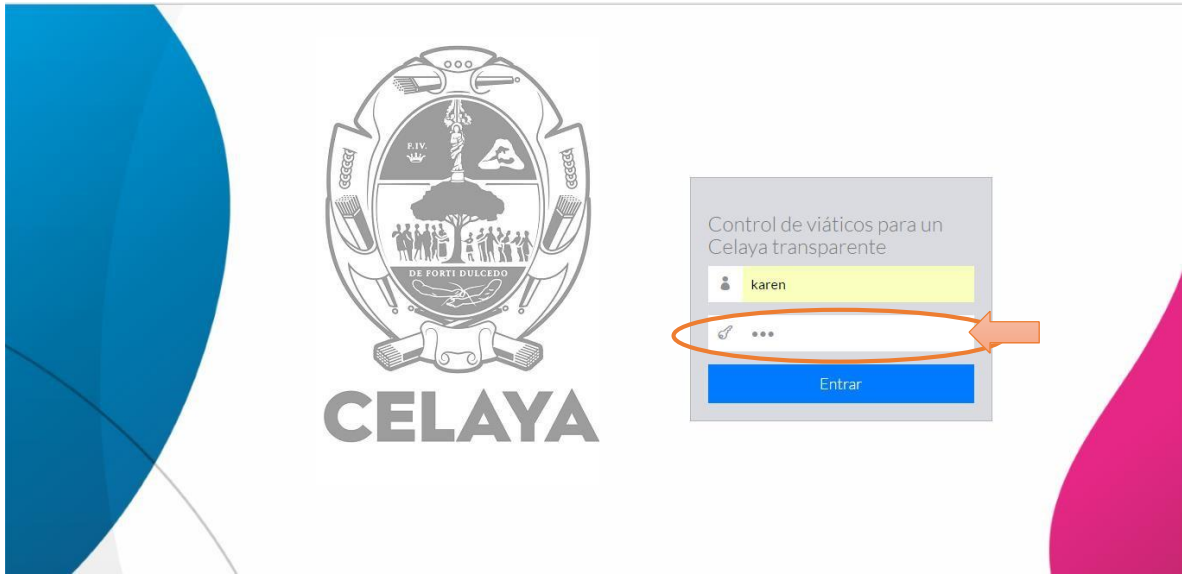 F.IV.
DE FORTI DULCEDO
CELAYA
Control de viáticos para un
Celaya transparente
karen
•••
Entrar